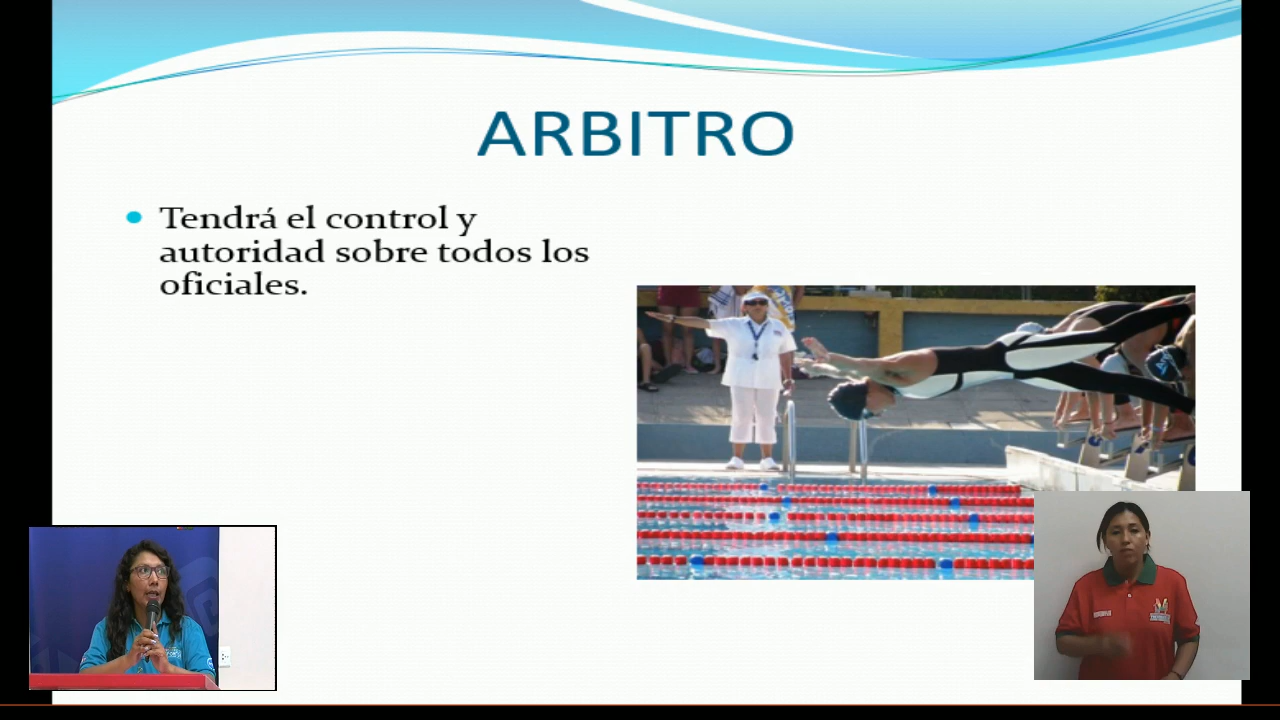 ARBITRO
Tendrá el control y
autoridad sobre todos los
oficiales.